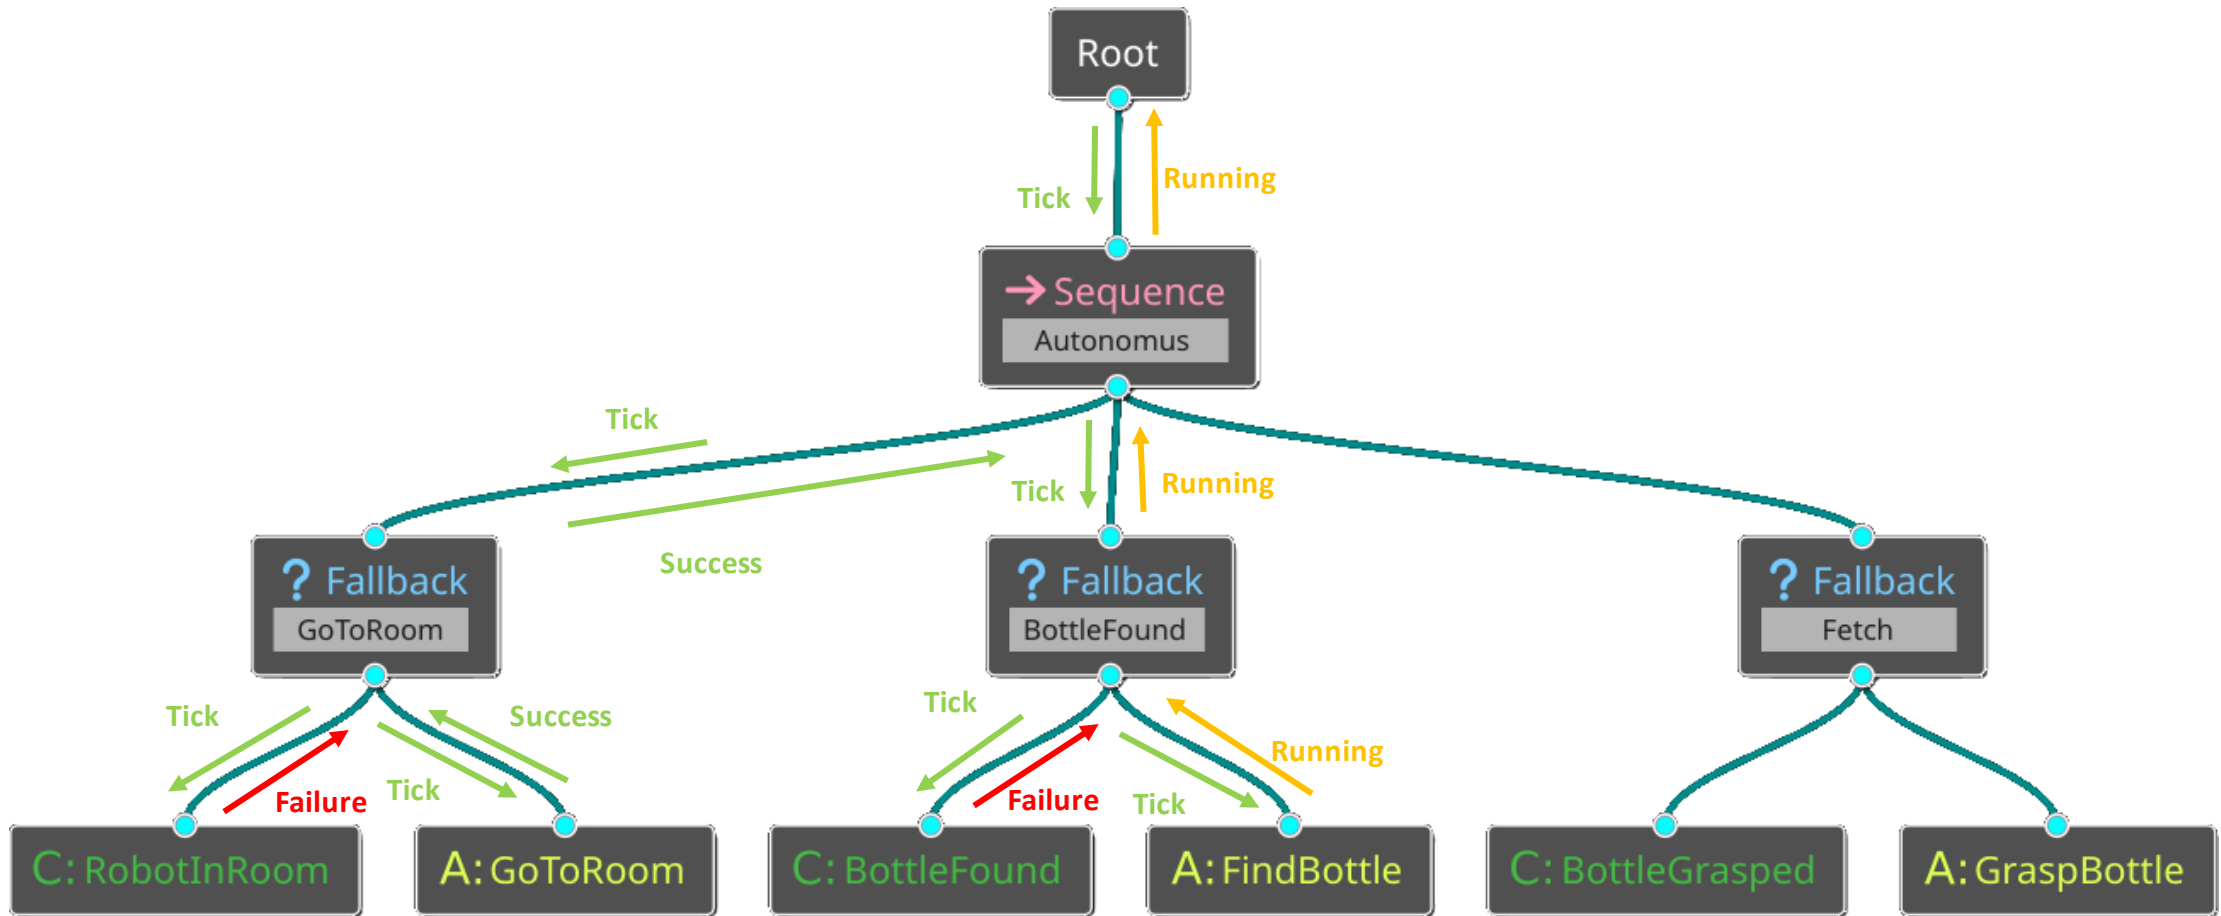 Root
Tick
Running
→ Sequence
Autonomus
Tick
Success
Tick
Running
? Fallback
GoToRoom
? Fallback
BottleFound
? Fallback
Fetch
Tick
Failure
Tick
Success
Tick
Failure
Tick
Running
C: RobotInRoom
A: GoToRoom
C: BottleFound
A: FindBottle
C: BottleGrasped
A: GraspBottle